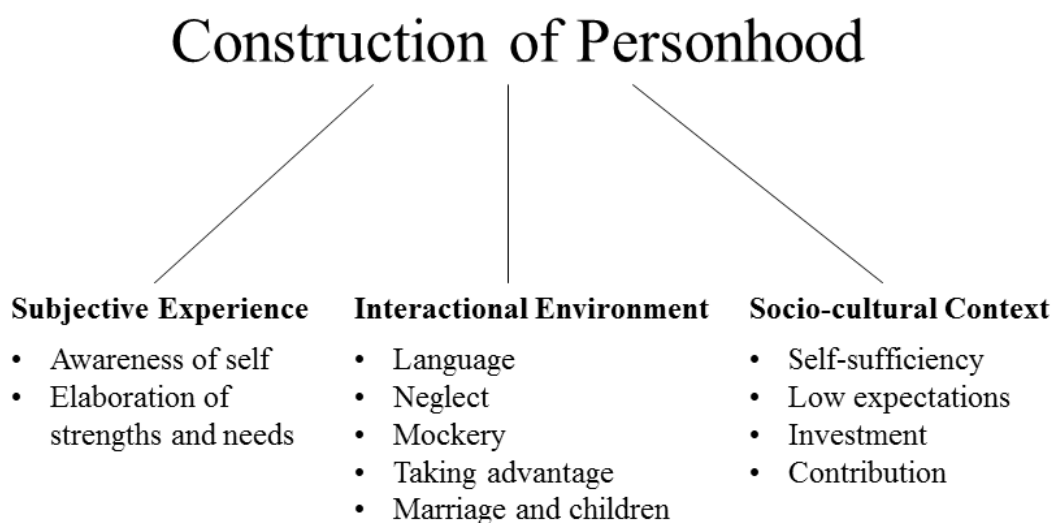 Construction of Personhood
Subjective Experience
• Awareness of self
• Elaboration of
strengths and needs
Interactional Environment
• Language
• Neglect
• Mockery
• Taking advantage
• Marriage and children
Socio-cultural Context
• Self-sufficiency
• Low expectations
• Investment
• Contribution